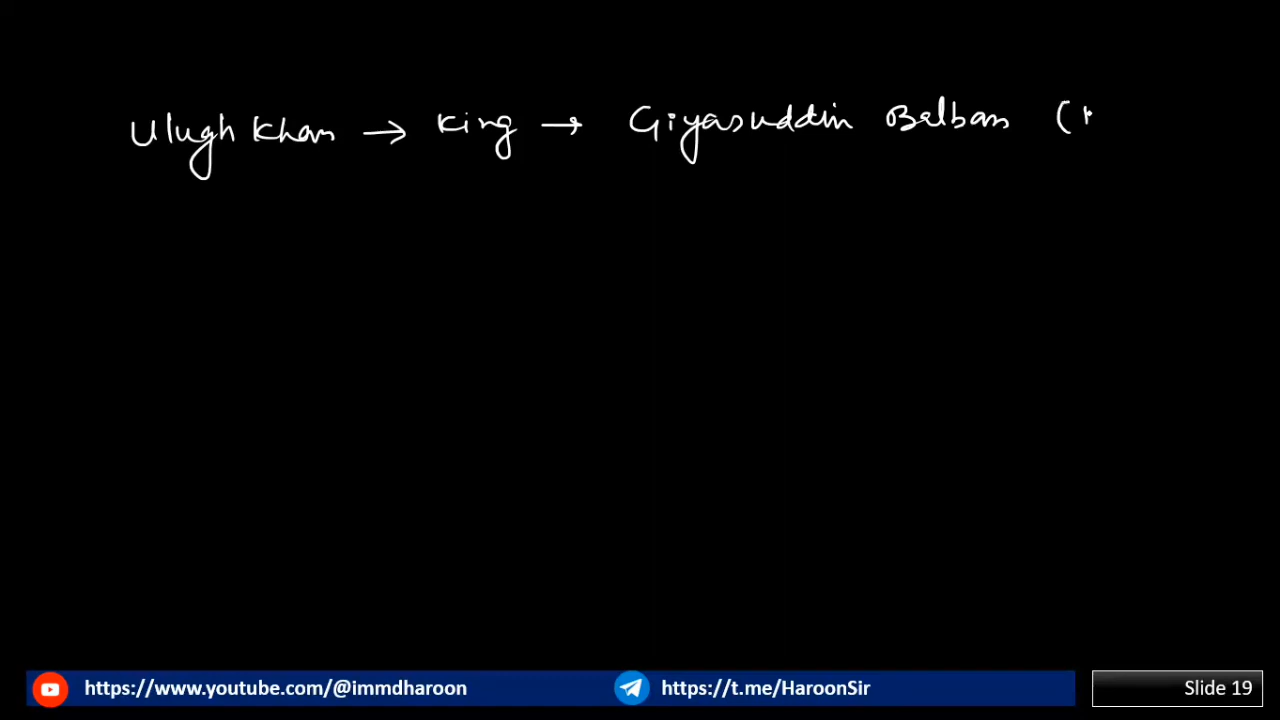 Ulugh Khan → King → Giyasuddin Balban (
https://www.youtube.com/@immdharoon https://t.me/HaroonSir Slide 19